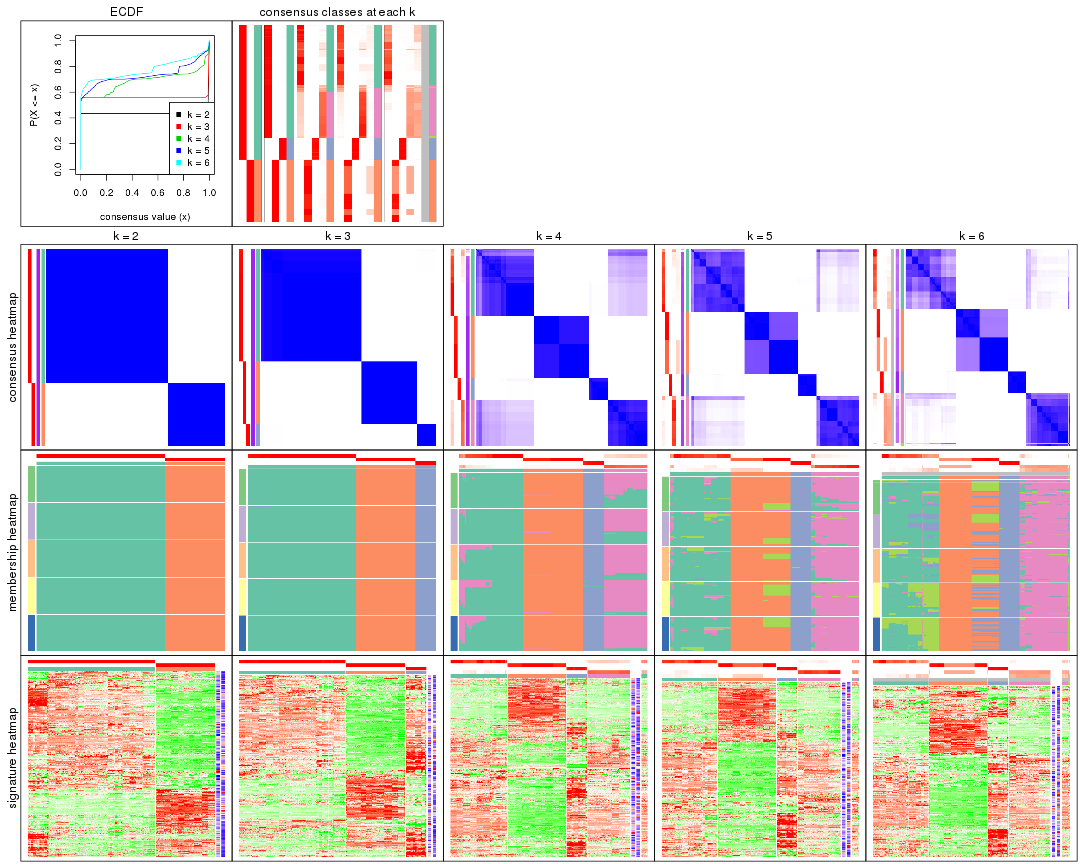 ECDF
consensus classes at each k
P(X <= x)
0.0 0.2 0.4 0.6 0.8 1.0
k = 2
k = 3
k = 4
k = 5
k = 6
0.0 0.2 0.4 0.6 0.8 1.0
consensus value (x)
k = 2
k = 3
k = 4
k = 5
k = 6
consensus heatmap
membership heatmap
signature heatmap